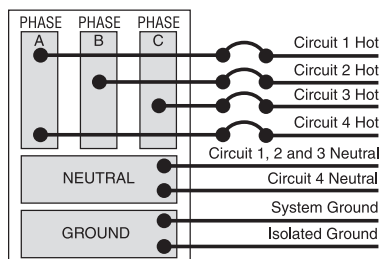 PHASE PHASE PHASE
A B C
Circuit 1 Hot
Circuit 2 Hot
Circuit 3 Hot
Circuit 4 Hot
Circuit 1, 2 and 3 Neutral
NEUTRAL
Circuit 4 Neutral
System Ground
GROUND
Isolated Ground